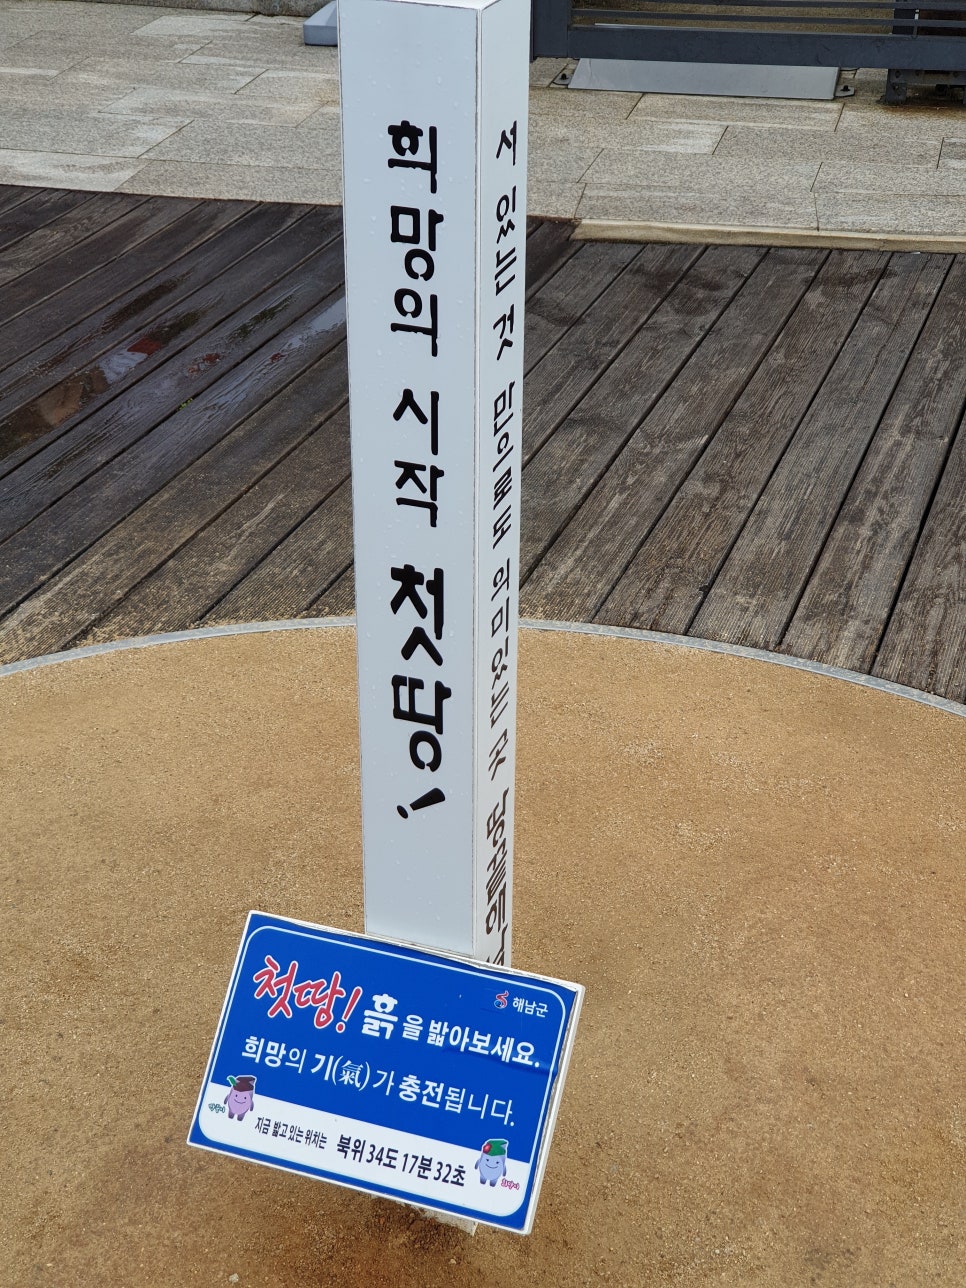 희망의 시작 첫땅!
서 있는 것 만으로도 의미있는 곳 땅끝
해남군
첫땅! 흙을 밟아보세요.
희망의 기(氣)가 충전됩니다.
지금 밟고있는 위치는 북위 34도 17분 32초